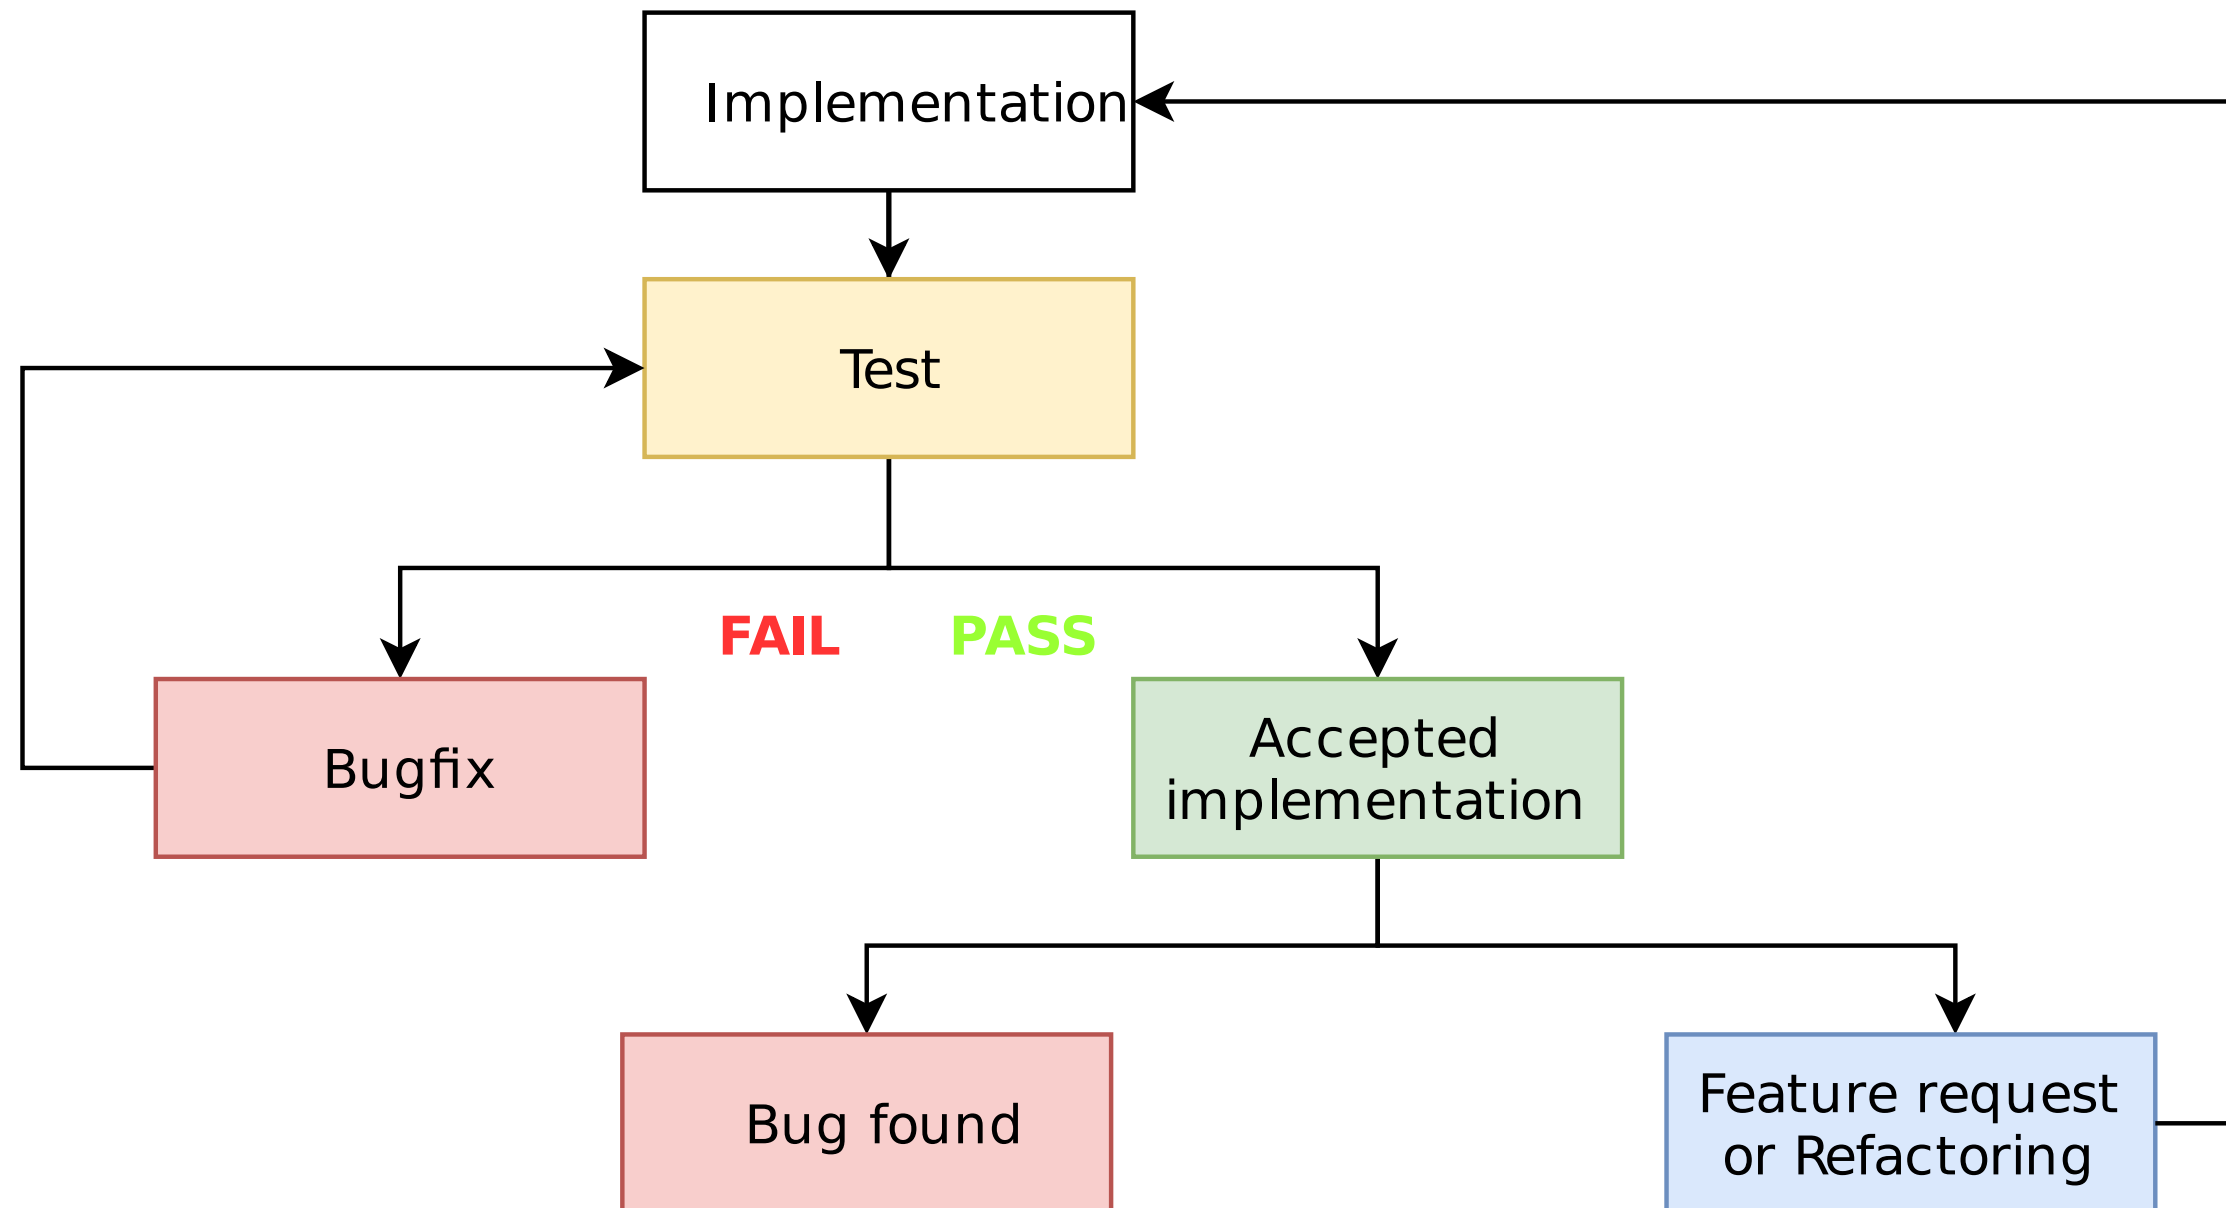 Implementation
Test
FAIL
PASS
Bugfix
Accepted
implementation
Bug found
Feature request
or Refactoring